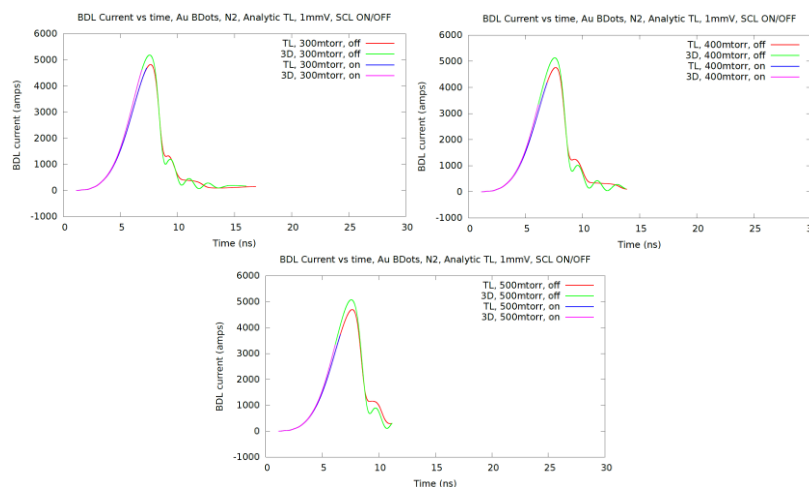 BDL Current vs time, Au BDots, N2, Analytic TL, 1mmV, SCL ON/OFF
6000
5000
4000
3000
2000
1000
0
-1000
BDL current (amps)
TL, 300mtorr, off
3D, 300mtorr, off
TL, 300mtorr, on
3D, 300mtorr, on
0 5 10 15 20 25 30
Time (ns)
BDL Current vs time, Au BDots, N2, Analytic TL, 1mmV, SCL ON/OFF
6000
5000
4000
3000
2000
1000
0
-1000
BDL current (amps)
TL, 400mtorr, off
3D, 400mtorr, off
TL, 400mtorr, on
3D, 400mtorr, on
0 5 10 15 20 25 30
Time (ns)
BDL Current vs time, Au BDots, N2, Analytic TL, 1mmV, SCL ON/OFF
6000
5000
4000
3000
2000
1000
0
-1000
BDL current (amps)
TL, 500mtorr, off
3D, 500mtorr, off
TL, 500mtorr, on
3D, 500mtorr, on
0 5 10 15 20 25 30
Time (ns)